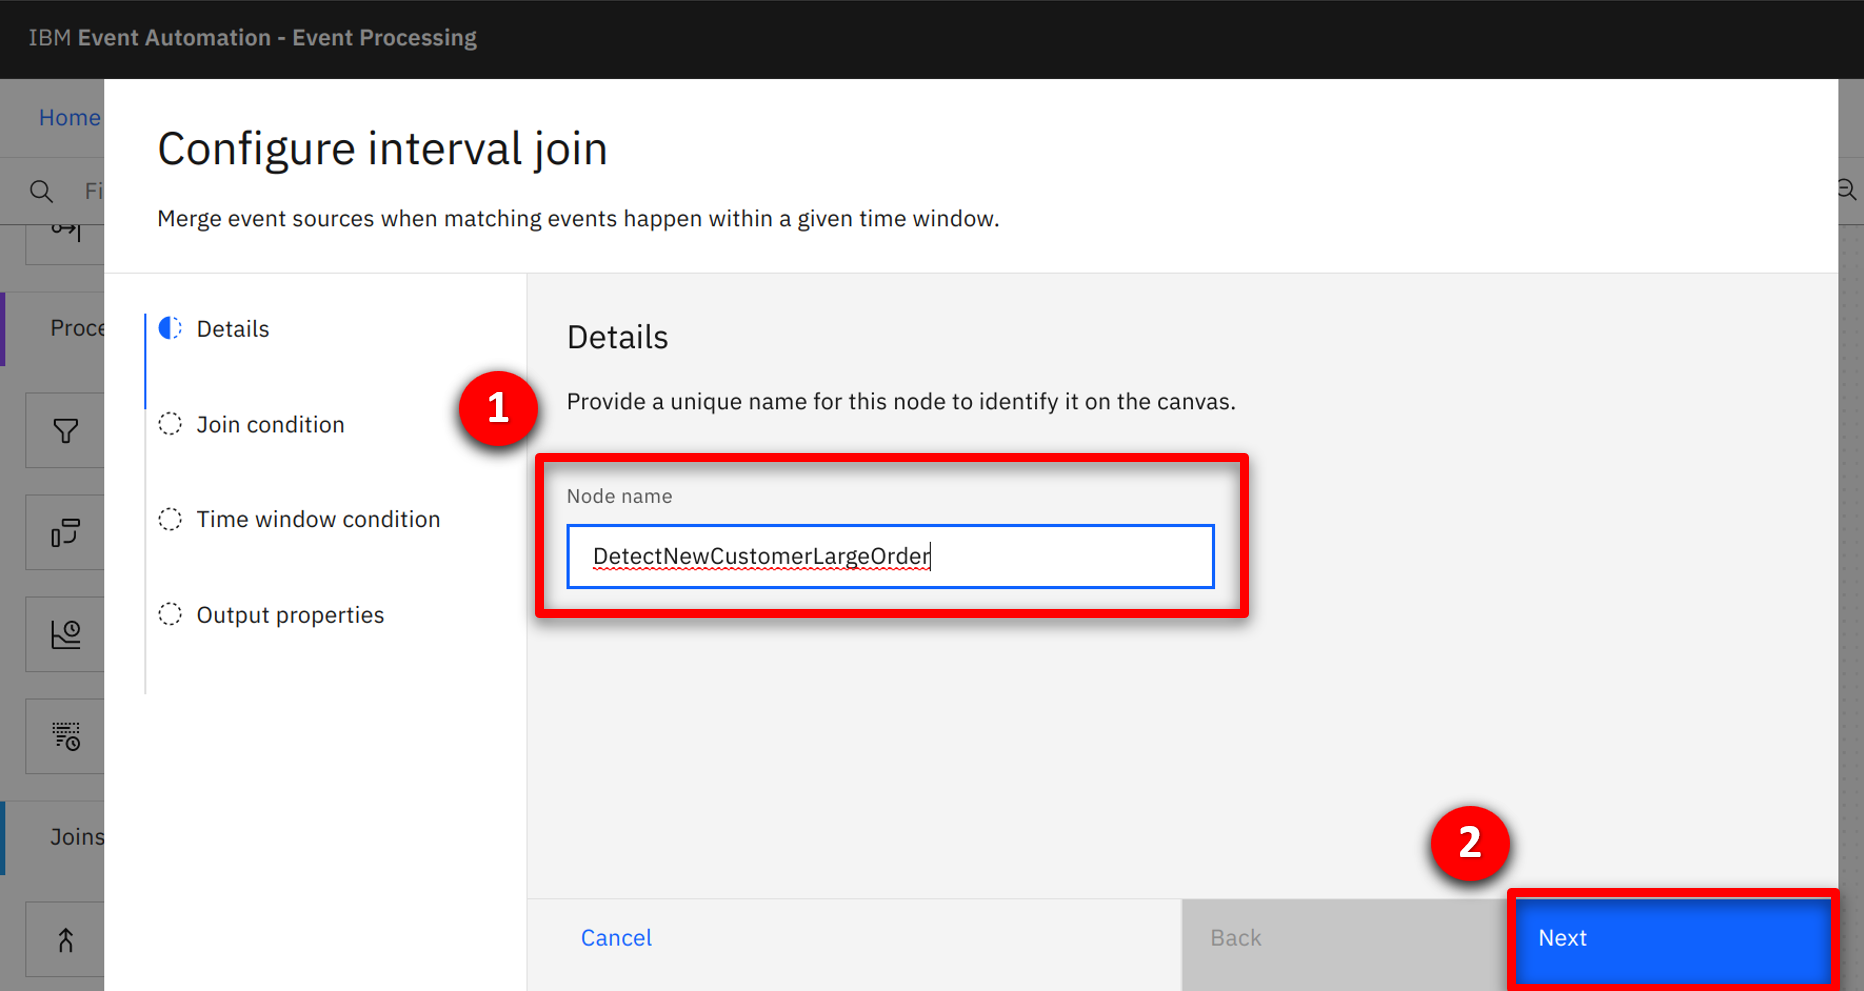 IBM Event Automation - Event Processing
Home
Configure interval join
Fi
Merge event sources when matching events happen within a given time window.
Proce
Details
Join condition
Time window condition
Output properties
Joins
Details
1
Provide a unique name for this node to identify it on the canvas.
Node name
DetectNewCustomerLargeOrder
2
Cancel
Back
Next